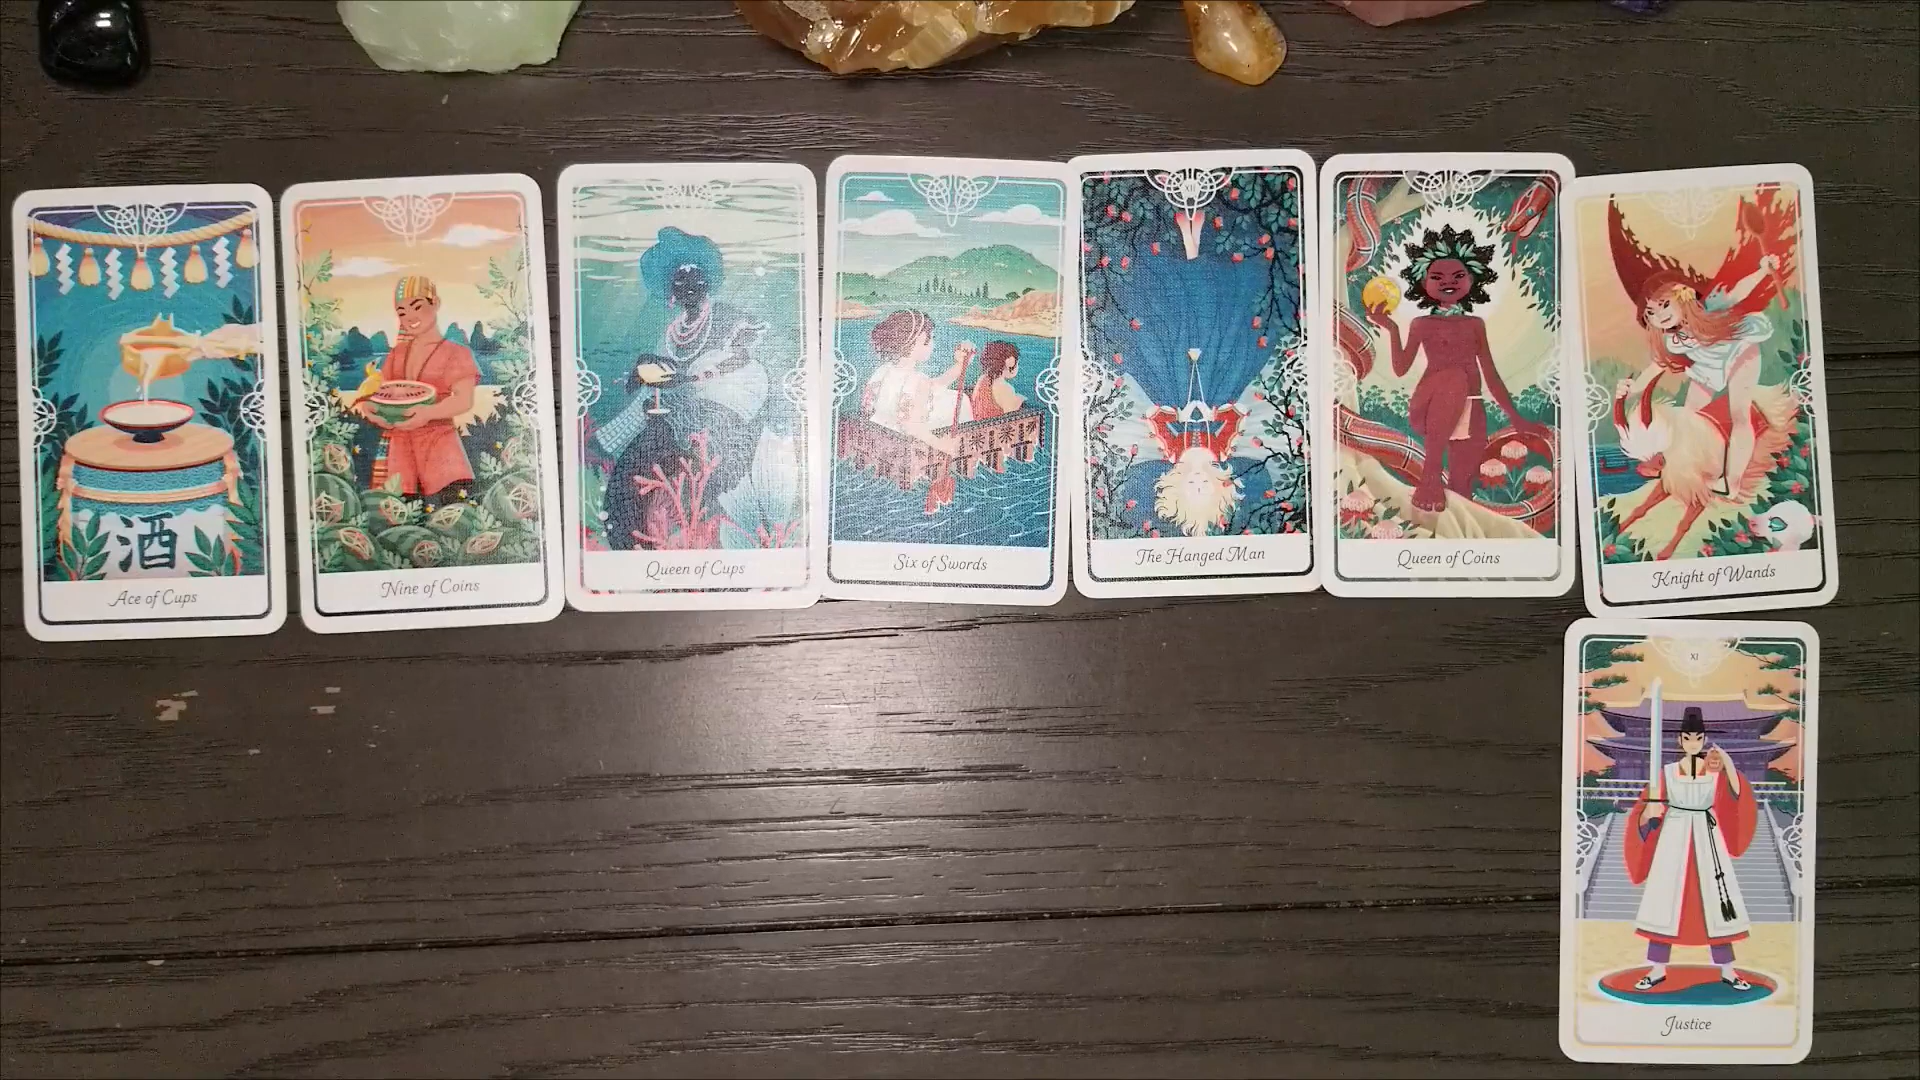 酒
Ace of Cups
Nine of Coins
Queen of Cups
Six of Swords
XII
The Hanged Man
Queen of Coins
Knight of Wands
XI
Justice